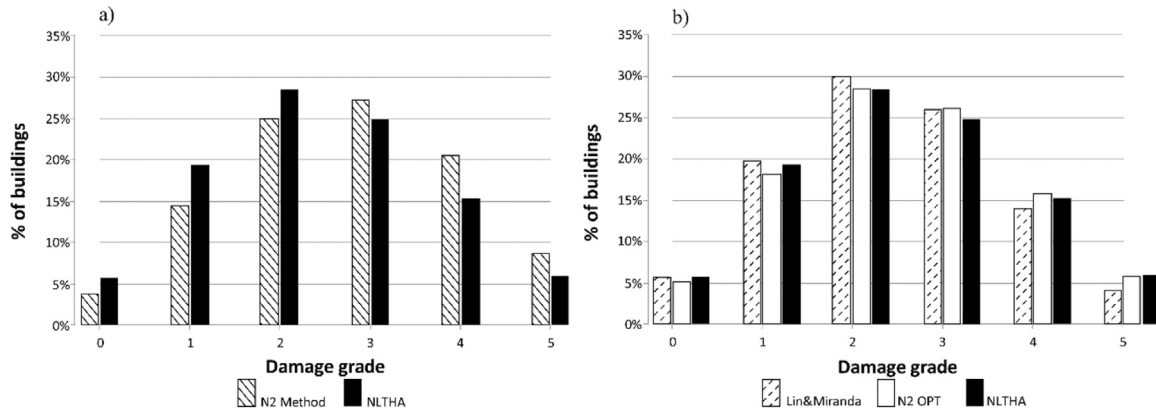 a)
% of buildings
35%
30%
25%
20%
15%
10%
5%
0%
0 1 2 3 4 5
Damage grade
N2 Method NLTHA
b)
% of buildings
35%
30%
25%
20%
15%
10%
5%
0%
0 1 2 3 4 5
Damage grade
Lin&Miranda N2 OPT NLTHA